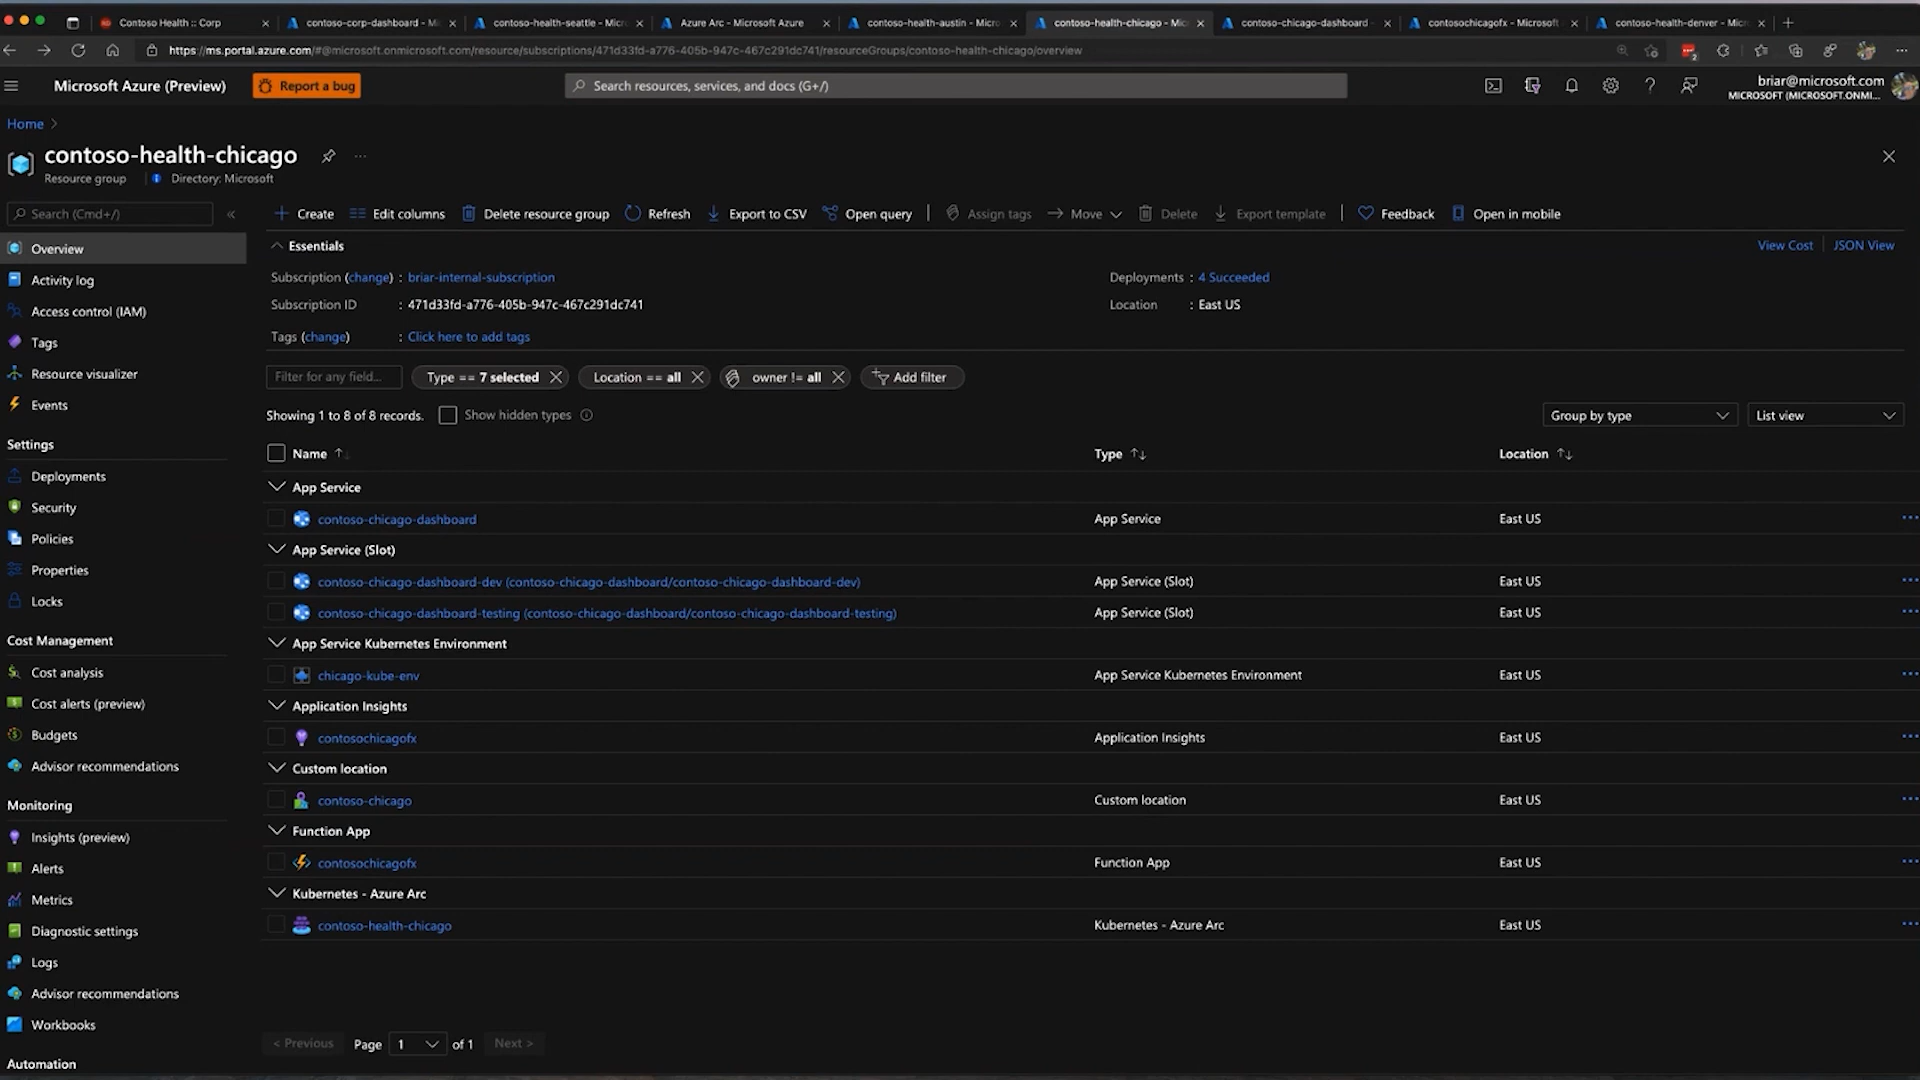 Contoso Health :: Corp
contoso-corp-dashboard - Mi
contoso-health-seattle - Micro
Azure Arc - Microsoft Azure
contoso-health-austin - Micro
contoso-health-chicago - Mic
contoso-chicago-dashboard -
contosochicagofx - Microsoft
contoso-health-denver - Micr
https://ms.portal.azure.com/#@microsoft.onmicrosoft.com/resource/subscriptions/471d33fd-a776-405b-947c-467c291dc741/resourceGroups/contoso-health-chicago/overview
Microsoft Azure (Preview)
Report a bug
Search resources, services, and docs (G+/)
briar@microsoft.com
MICROSOFT (MICROSOFT.ONMI...
Home
contoso-health-chicago
Resource group
Directory: Microsoft
Search (Cmd+/)
Create
Edit columns
Delete resource group
Refresh
Export to CSV
Open query
Assign tags
Move
Delete
Export template
Feedback
Open in mobile
Overview
Activity log
Access control (IAM)
Tags
Resource visualizer
Events
Settings
Deployments
Security
Policies
Properties
Locks
Cost Management
Cost analysis
Cost alerts (preview)
Budgets
Advisor recommendations
Monitoring
Insights (preview)
Alerts
Metrics
Diagnostic settings
Logs
Advisor recommendations
Workbooks
Automation
Essentials
View Cost
JSON View
Subscription (change) : briar-internal-subscription
Deployments : 4 Succeeded
Subscription ID : 471d33fd-a776-405b-947c-467c291dc741
Location : East US
Tags (change) : Click here to add tags
Filter for any field...
Type == 7 selected
Location == all
owner != all
Add filter
Showing 1 to 8 of 8 records.
Show hidden types
Group by type
List view
Name
Type
Location
App Service
contoso-chicago-dashboard App Service East US
App Service (Slot)
contoso-chicago-dashboard-dev (contoso-chicago-dashboard/contoso-chicago-dashboard-dev) App Service (Slot) East US
contoso-chicago-dashboard-testing (contoso-chicago-dashboard/contoso-chicago-dashboard-testing) App Service (Slot) East US
App Service Kubernetes Environment
chicago-kube-env App Service Kubernetes Environment East US
Application Insights
contosochicagofx Application Insights East US
Custom location
contoso-chicago Custom location East US
Function App
contosochicagofx Function App East US
Kubernetes - Azure Arc
contoso-health-chicago Kubernetes - Azure Arc East US
< Previous
Page 1 of 1
Next >